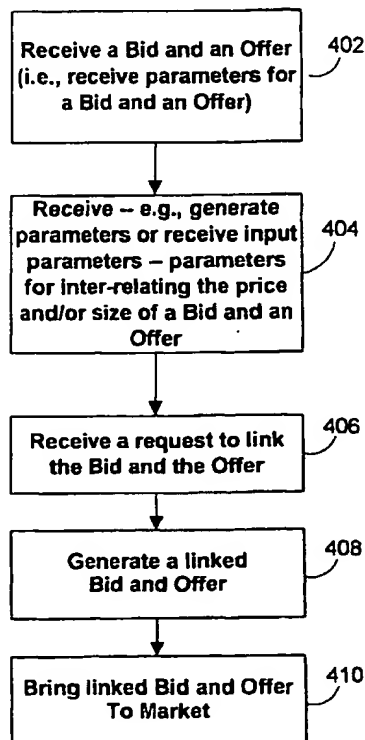 Receive a Bid and an Offer
(i.e., receive parameters for
a Bid and an Offer)
402
Receive – e.g., generate
parameters or receive input
parameters – parameters
for inter-relating the price
and/or size of a Bid and an
Offer
404
Receive a request to link
the Bid and the Offer
406
Generate a linked
Bid and Offer
408
Bring linked Bid and Offer
To Market
410